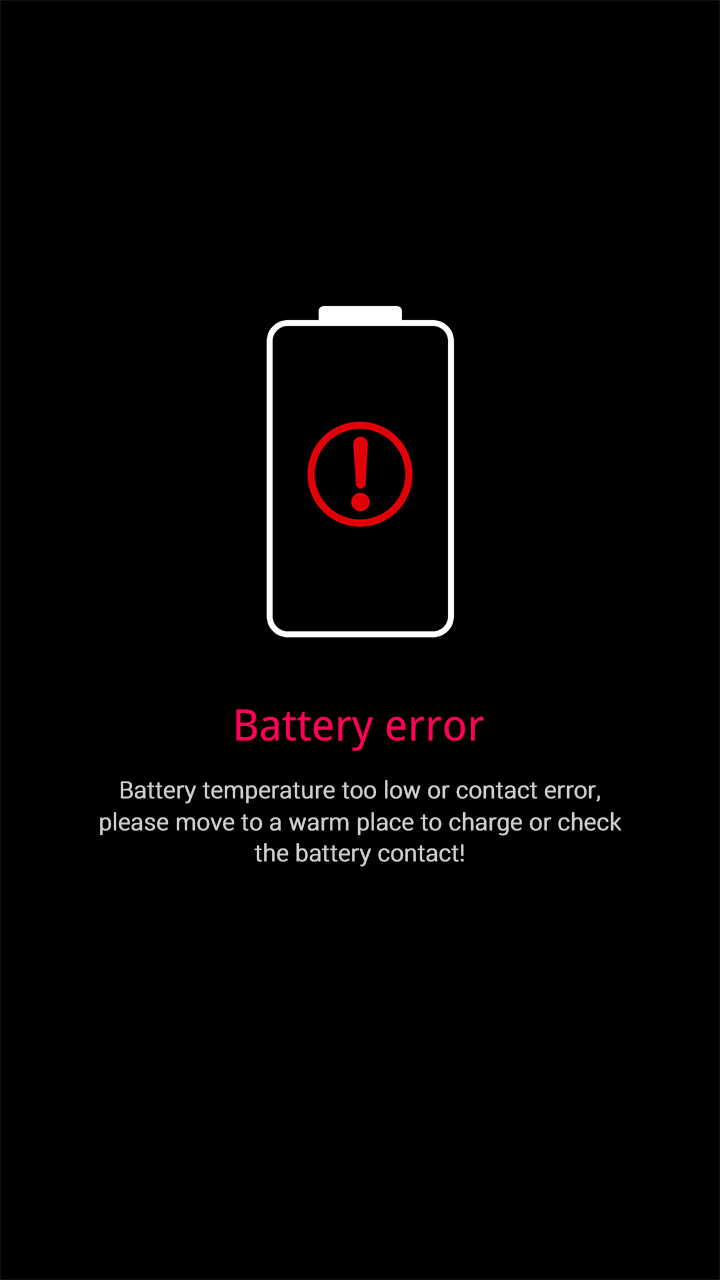 Battery error
Battery temperature too low or contact error,
please move to a warm place to charge or check
the battery contact!